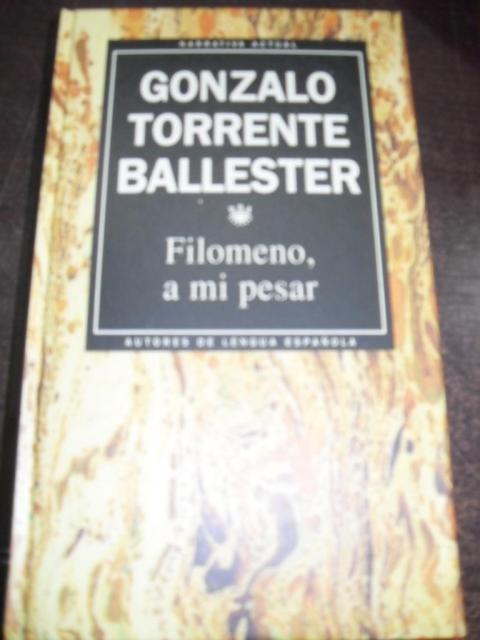 NARRATIVA ACTUAL
GONZALO
TORRENTE
BALLESTER
Filomeno,
a mi pesar
AUTORES DE LENGUA ESPAÑOLA